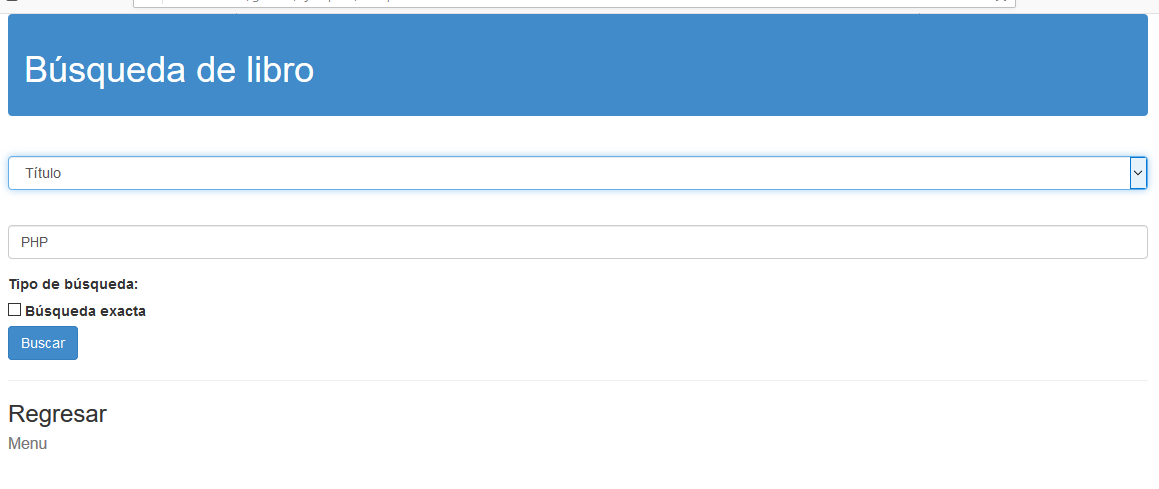 Búsqueda de libro
Título
PHP
Tipo de búsqueda:
Búsqueda exacta
Buscar
Regresar
Menu